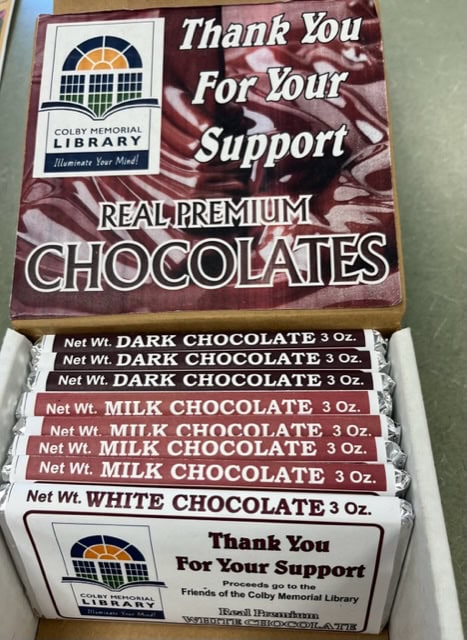 Thank You
For Your
Support
COLBY MEMORIAL
LIBRARY
Illuminate Your Mind!
REAL PREMIUM
CHOCOLATES
Net Wt. DARK CHOCOLATE 3 Oz.
Net Wt. DARK CHOCOLATE 3 Oz.
Net Wt. DARK CHOCOLATE 3 Oz.
Net Wt. MILK CHOCOLATE 3 Oz.
Net Wt. MILK CHOCOLATE 3 Oz.
Net Wt. MILK CHOCOLATE 3 Oz.
Net Wt. MILK CHOCOLATE 3 Oz.
Net Wt. WHITE CHOCOLATE 3 Oz.
Thank You
For Your Support
Proceeds go to the
Friends of the Colby Memorial Library
COLBY MEMORIAL
LIBRARY
Illuminate Your Mind!
Real Premium
WHITE CHOCOLATE